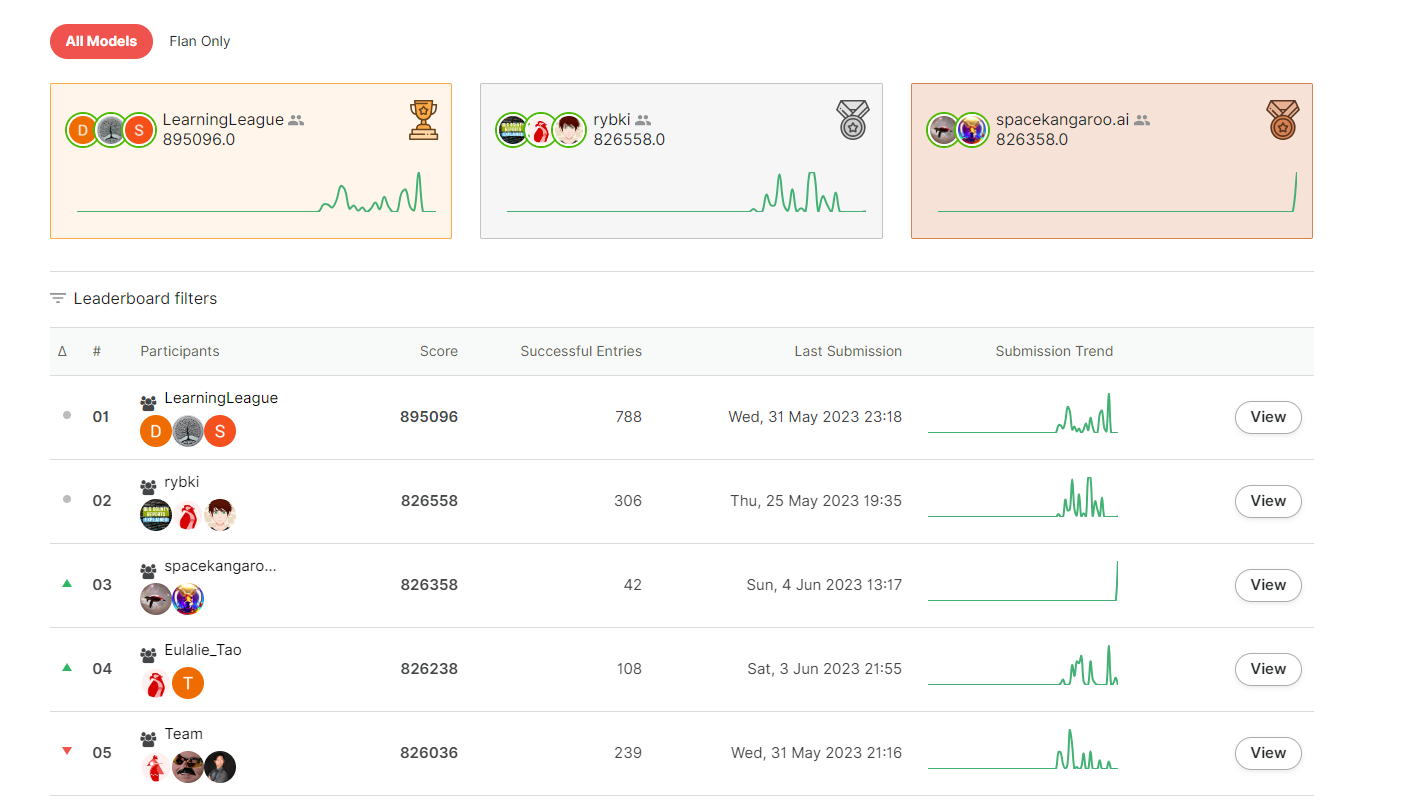 All Models Flan Only
D S LearningLeague
895096.0
rybki
826558.0
spacekangaroo.ai
826358.0
Leaderboard filters
Δ # Participants Score Successful Entries Last Submission Submission Trend
01 LearningLeague 895096 788 Wed, 31 May 2023 23:18 View
D S
02 rybki 826558 306 Thu, 25 May 2023 19:35 View
03 spacekangaro... 826358 42 Sun, 4 Jun 2023 13:17 View
04 Eulalie_Tao 826238 108 Sat, 3 Jun 2023 21:55 View
T
05 Team 826036 239 Wed, 31 May 2023 21:16 View